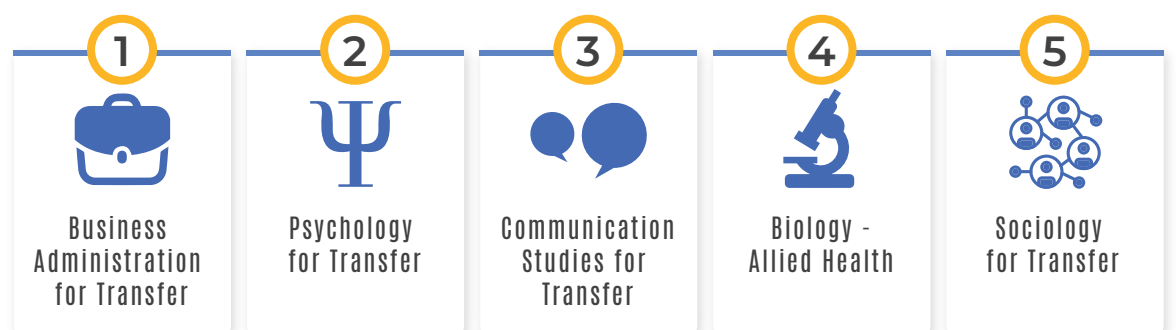 1
Business
Administration
for Transfer
2
Psychology
for Transfer
3
Communication
Studies for
Transfer
4
Biology -
Allied Health
5
Sociology
for Transfer